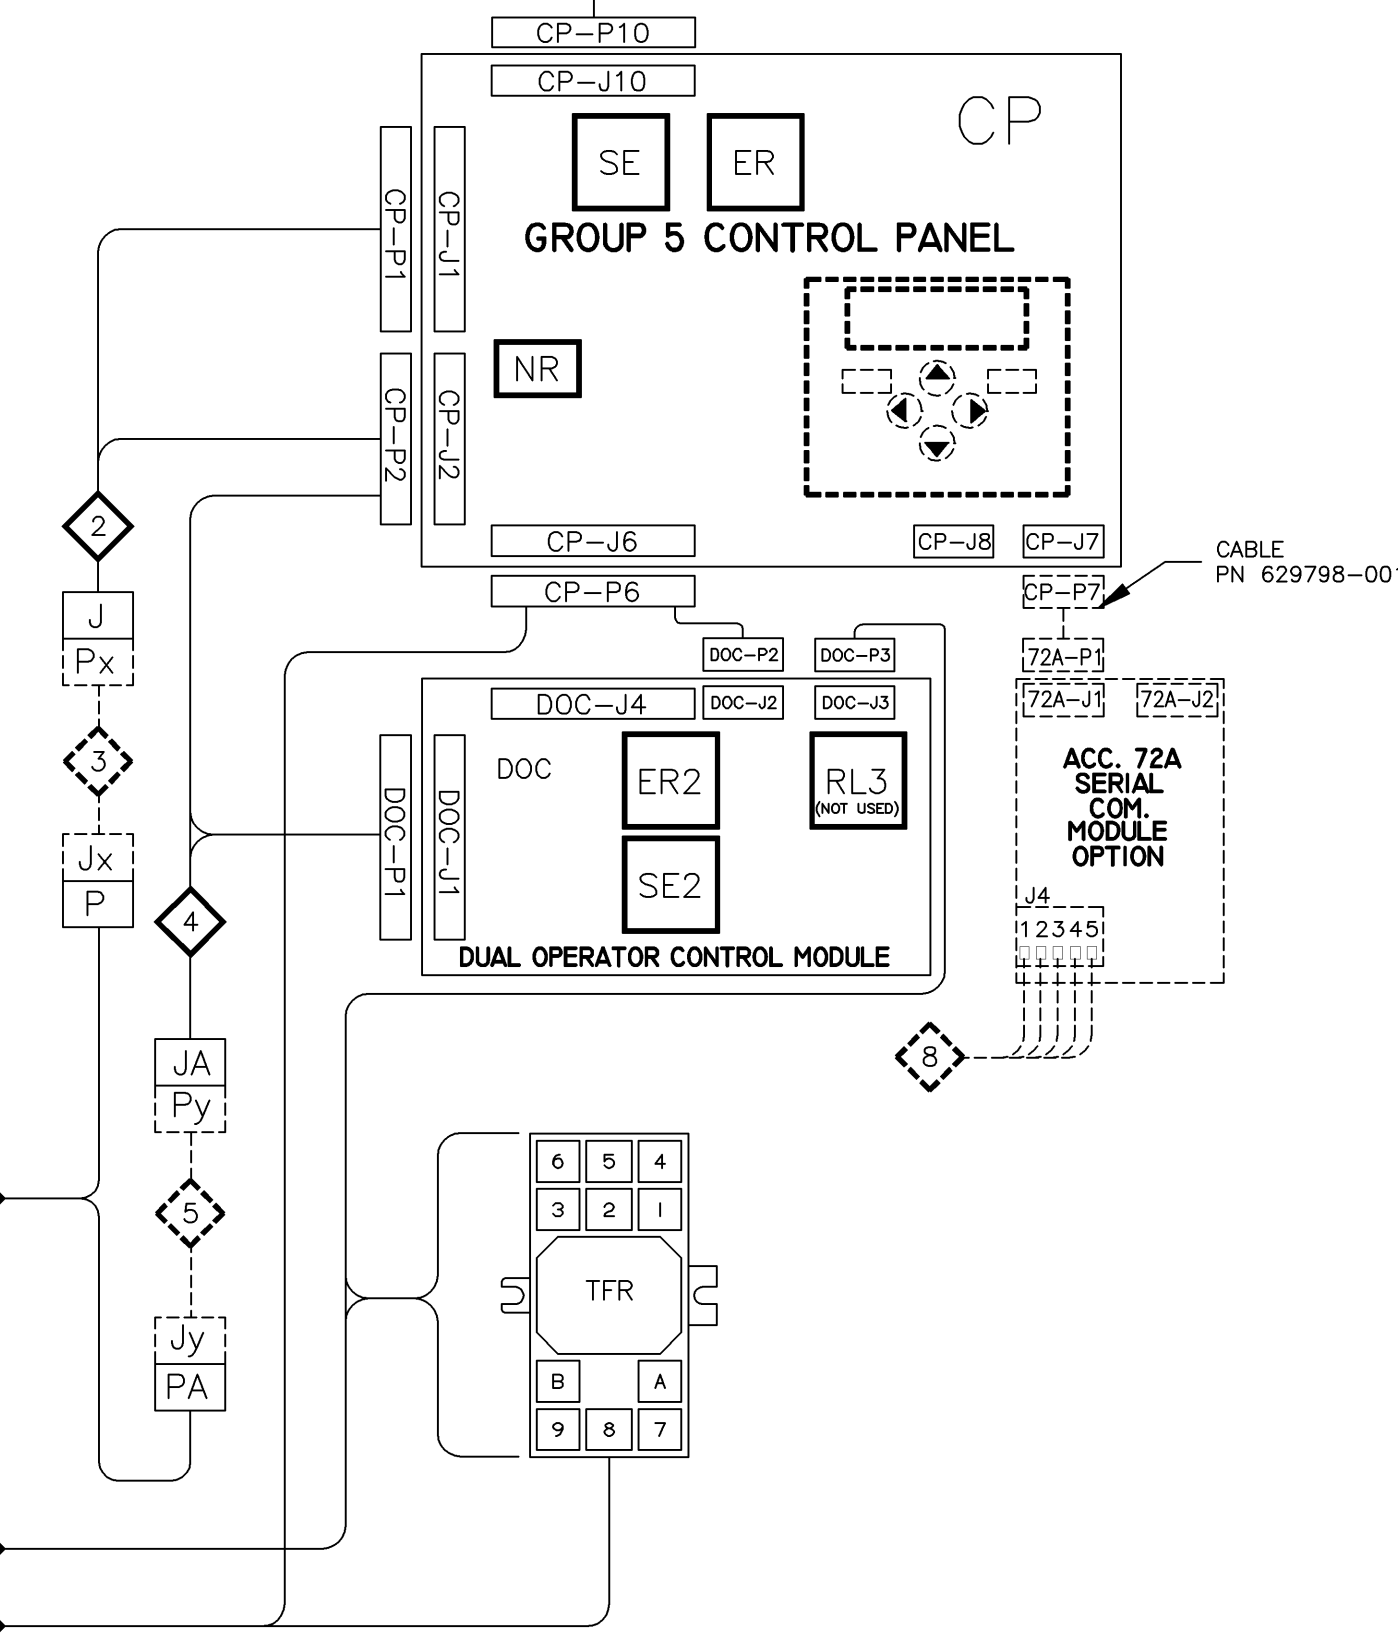 CP-P10
CP-J10
CP
SE
ER
GROUP 5 CONTROL PANEL
CP-P1
CP-J1
NR
CP-P2
CP-J2
2
CP-J6
CP-J8
CP-J7
CABLE
PN 629798-001
CP-P6
CP-P7
J
Px
DOC-P2
DOC-P3
72A-P1
DOC-J4
DOC-J2
DOC-J3
72A-J1
72A-J2
3
DOC
ER2
RL3
(NOT USED)
ACC. 72A
SERIAL
COM.
MODULE
OPTION
DOC-P1
DOC-J1
Jx
P
4
SE2
J4
1 2 3 4 5
DUAL OPERATOR CONTROL MODULE
8
JA
Py
5
6 5 4
3 2 1
TFR
Jy
PA
B A
9 8 7